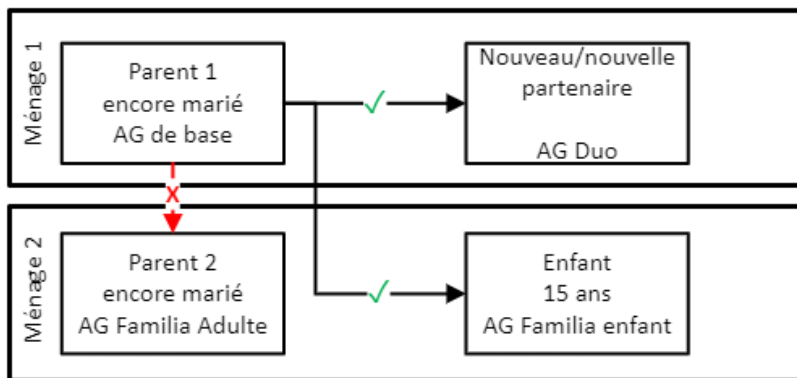 Ménage 1
Parent 1
encore marié
AG de base
✓
Nouveau/nouvelle
partenaire
AG Duo
X
Ménage 2
Parent 2
encore marié
AG Familia Adulte
✓
Enfant
15 ans
AG Familia enfant